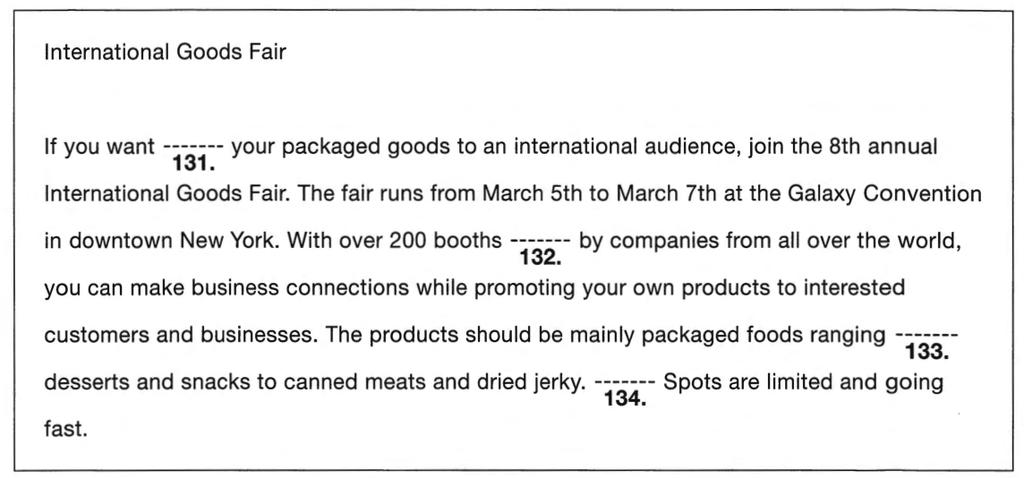 International Goods Fair
If you want ------- your packaged goods to an international audience, join the 8th annual
131.
International Goods Fair. The fair runs from March 5th to March 7th at the Galaxy Convention
in downtown New York. With over 200 booths ------- by companies from all over the world,
132.
you can make business connections while promoting your own products to interested
customers and businesses. The products should be mainly packaged foods ranging -------
133.
desserts and snacks to canned meats and dried jerky. ------- Spots are limited and going
134.
fast.